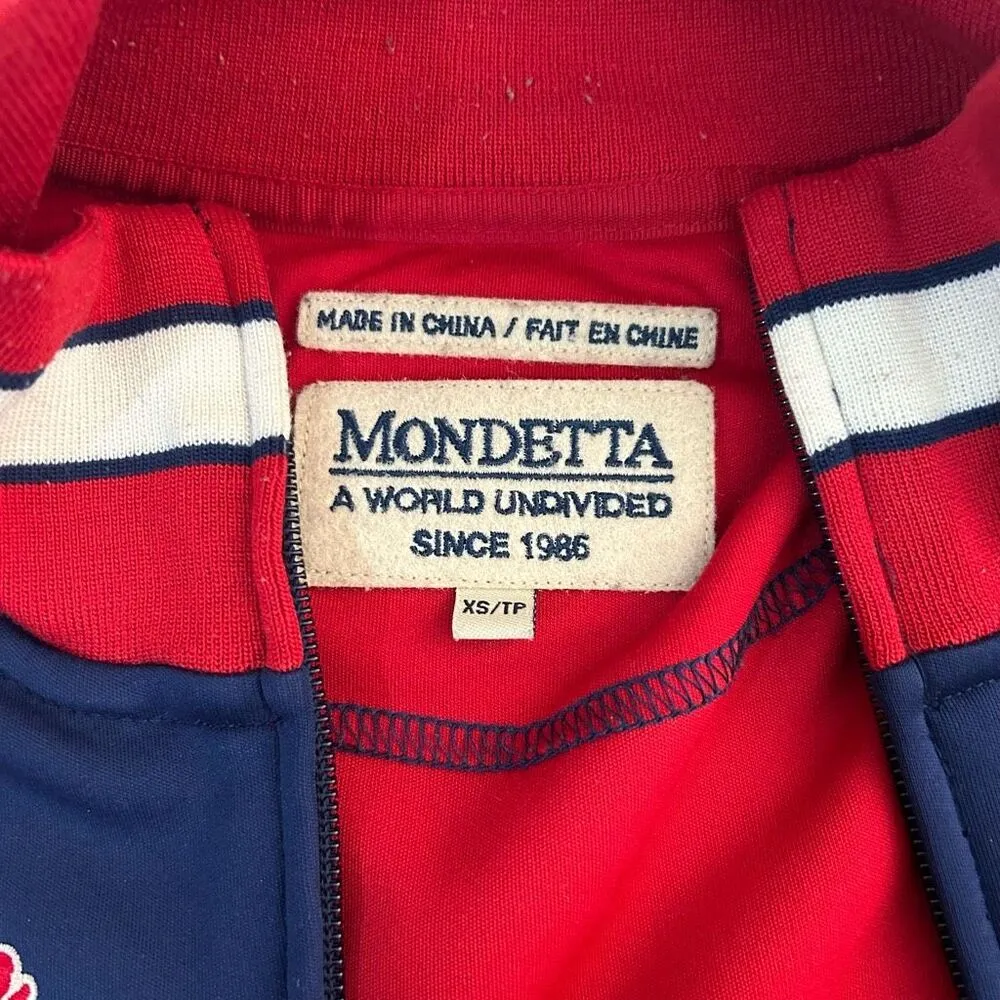 MADE IN CHINA / FAIT EN CHINE
MONDETTA
A WORLD UNDIVIDED
SINCE 1986
XS/TP